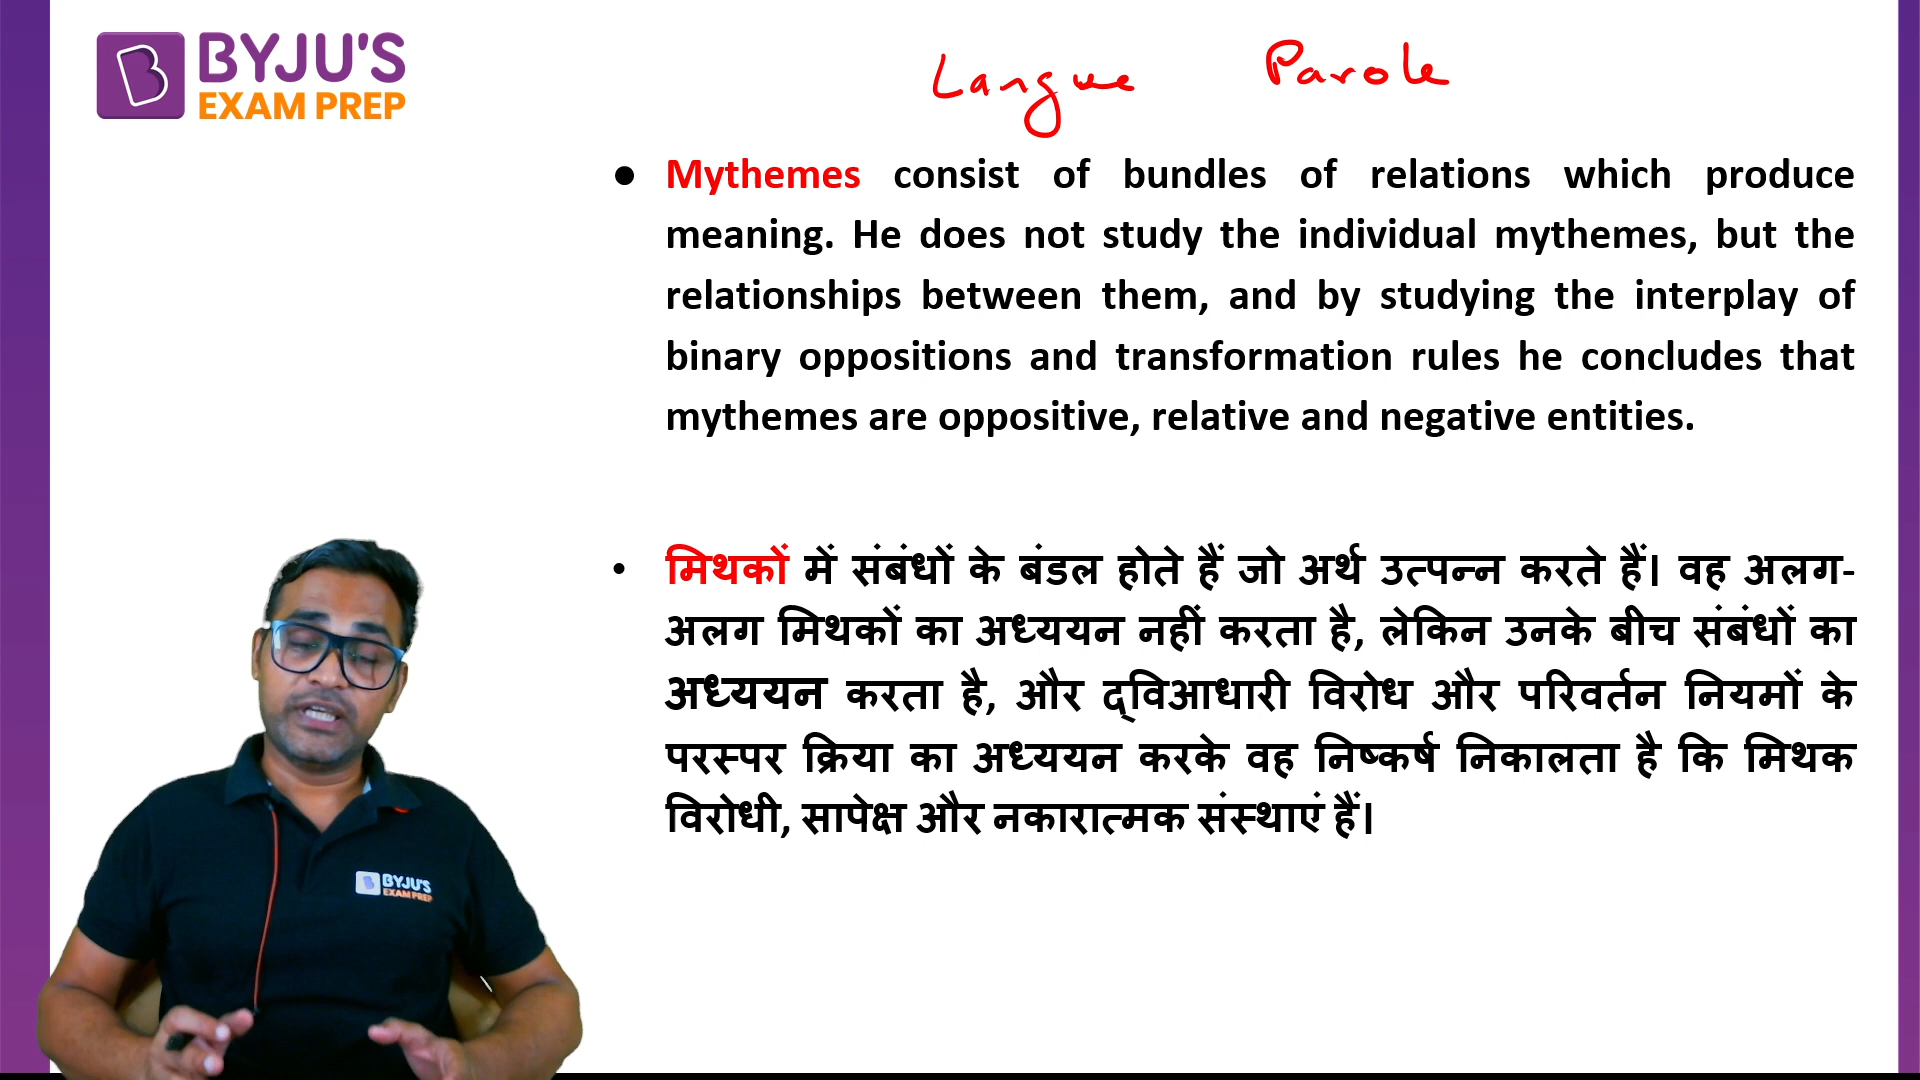 BYJU'S
EXAM PREP
Langue Parole
● Mythemes consist of bundles of relations which produce
meaning. He does not study the individual mythemes, but the
relationships between them, and by studying the interplay of
binary oppositions and transformation rules he concludes that
mythemes are oppositive, relative and negative entities.
• मिथकों में संबंधों के बंडल होते हैं जो अर्थ उत्पन्न करते हैं। वह अलग-
अलग मिथकों का अध्ययन नहीं करता है, लेकिन उनके बीच संबंधों का
अध्ययन करता है, और द्विआधारी विरोध और परिवर्तन नियमों के
परस्पर क्रिया का अध्ययन करके वह निष्कर्ष निकालता है कि मिथक
विरोधी, सापेक्ष और नकारात्मक संस्थाएं हैं।
BYJU'S
EXAM PREP